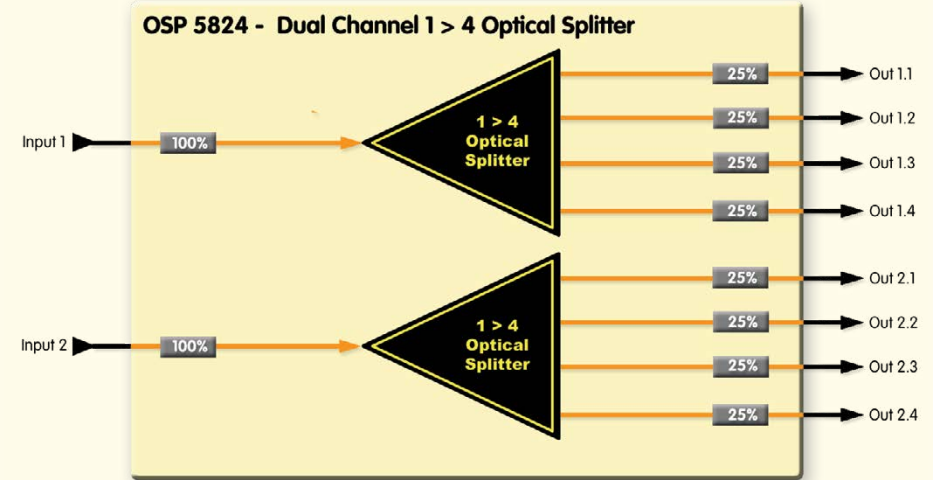 OSP 5824 - Dual Channel 1 > 4 Optical Splitter
Input 1
100%
1 > 4
Optical
Splitter
25%
Out 1.1
25%
Out 1.2
25%
Out 1.3
25%
Out 1.4
Input 2
100%
1 > 4
Optical
Splitter
25%
Out 2.1
25%
Out 2.2
25%
Out 2.3
25%
Out 2.4